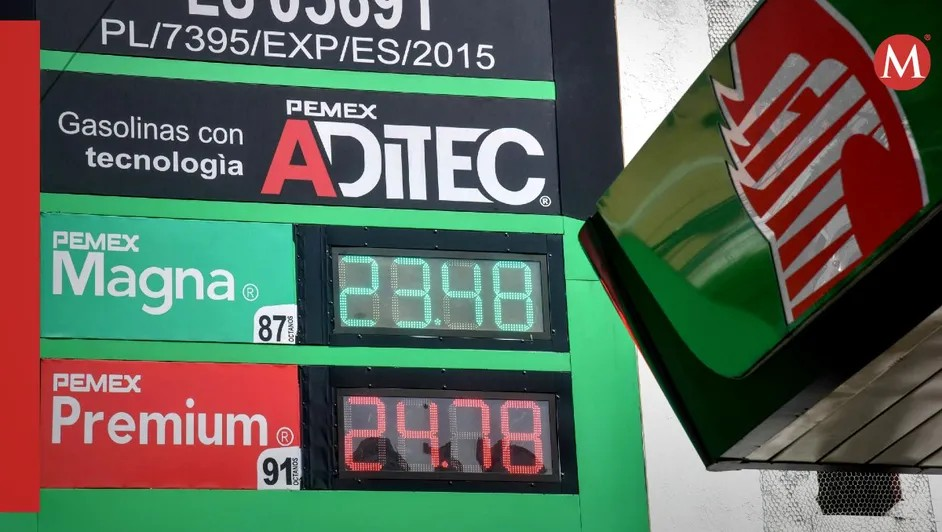 PL/7395/EXP/ES/2015
Gasolinas con
tecnologìa
PEMEX
ADITEC®
PEMEX
Magna®
87 OCTANOS
23.48
PEMEX
Premium®
91 OCTANOS
24.78
M®